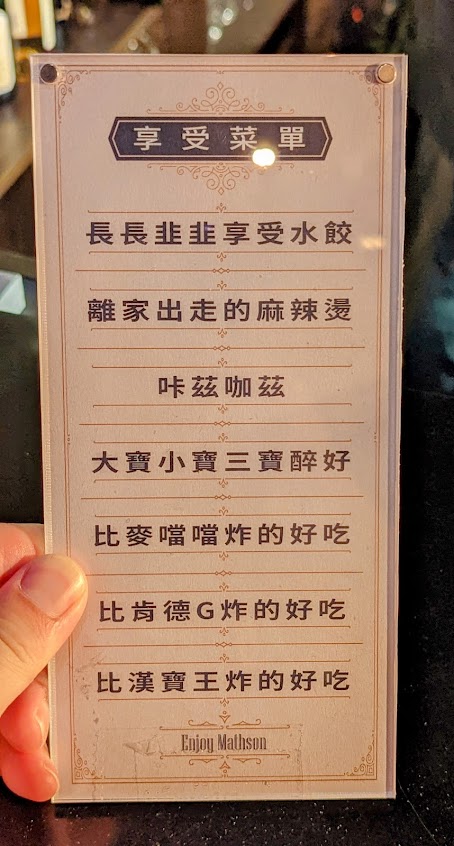 享受菜單
長長韭韭享受水餃
離家出走的麻辣燙
咔茲咖茲
大寶小寶三寶醉好
比麥噹噹炸的好吃
比肯德G炸的好吃
比漢寶王炸的好吃
Enjoy Mathson